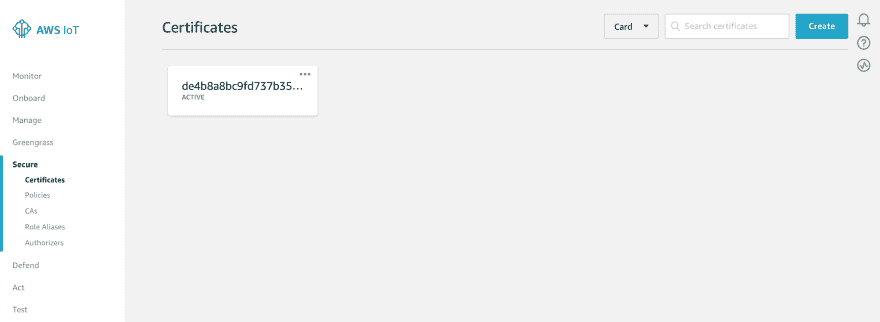 AWS IoT
Monitor
Onboard
Manage
Greengrass
Secure
Certificates
Policies
CAs
Role Aliases
Authorizers
Defend
Act
Test
Certificates
Card
Search certificates
Create
de4b8a8bc9fd737b35...
ACTIVE